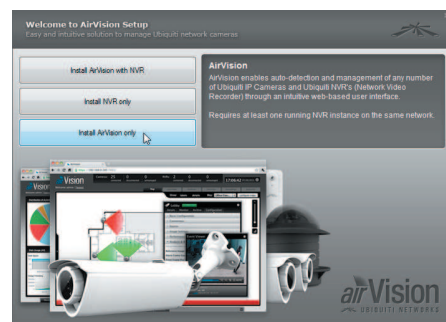 Welcome to AirVision Setup
Easy and intuitive solution to manage Ubiquiti network cameras
Install AirVision with NVR
Install NVR only
Install AirVision only
AirVision
AirVision enables auto-detection and management of any number
of Ubiquiti IP Cameras and Ubiquiti NVR's (Network Video
Recorder) through an intuitive web-based user interface.
Requires at least one running NVR instance on the same network.
airVision
UBIQUITI NETWORKS